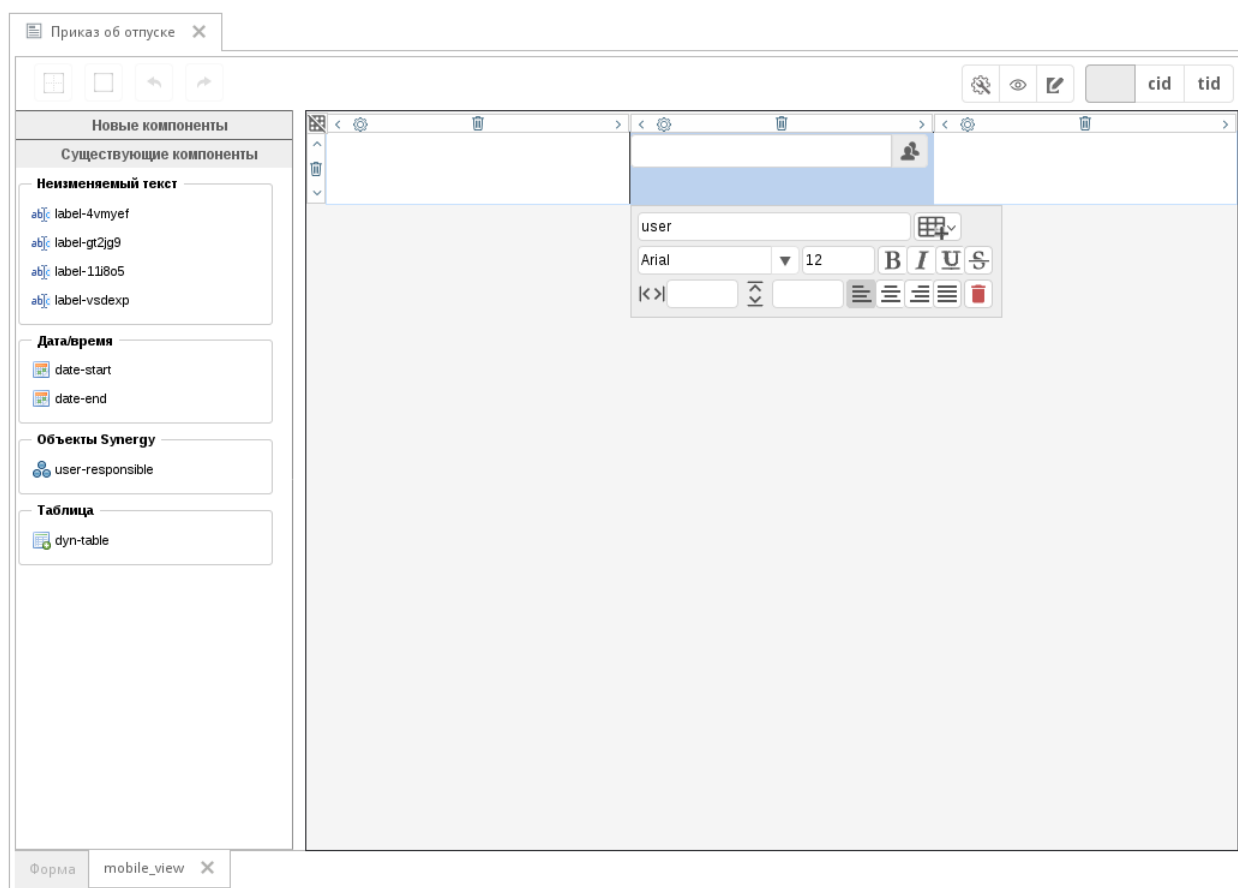 Приказ об отпуске
cid tid
Новые компоненты
Существующие компоненты
Неизменяемый текст
label-4vmyef
label-gt2jg9
label-11i8o5
label-vsdexp
Дата/время
date-start
date-end
Объекты Synergy
user-responsible
Таблица
dyn-table
user
Arial 12 B I U S
Форма mobile_view